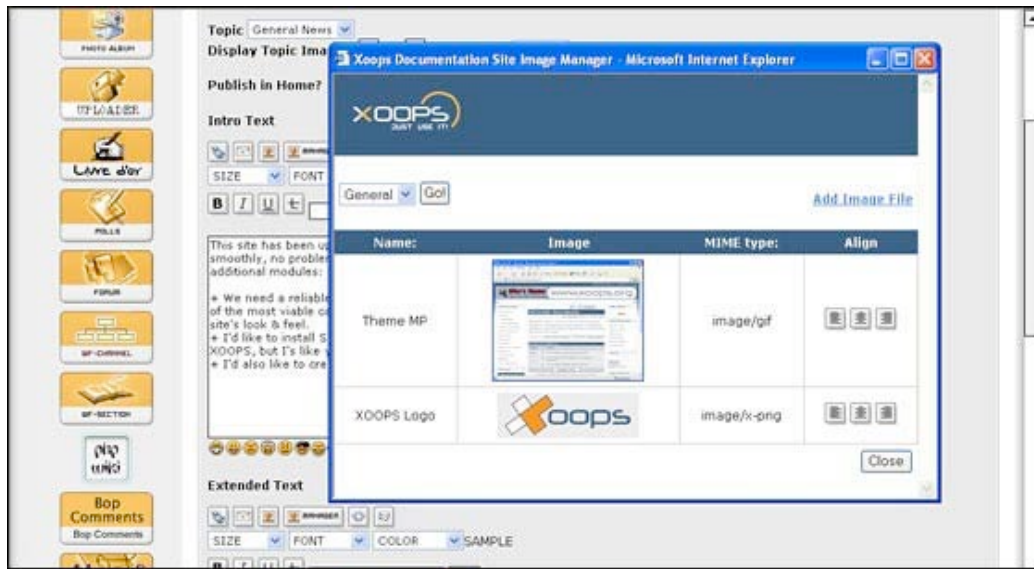 PHOTO ALBUM
UPLOADER
Livre d'or
POLLS
FORUM
WF-CHANNEL
WF-SECTION
php
wiki
Bop
Comments
Bop Comments
Topic General News
Display Topic Ima
Publish in Home?
Intro Text
SIZE FONT
B I U t
This site has been up
smoothly, no problem
additional modules:
+ We need a reliable
of the most viable ca
site's look & feel.
+ I'd like to install S
XOOPS, but I's like
+ I'd also like to cre
Extended Text
MANAGER
SIZE FONT COLOR SAMPLE
B I U t
Xoops Documentation Site Image Manager - Microsoft Internet Explorer
XOOPS
JUST USE IT!
General Go!
Add Image File
Name: Image MIME type: Align
Theme MP image/gif
XOOPS Logo Xoops image/x-png
Close